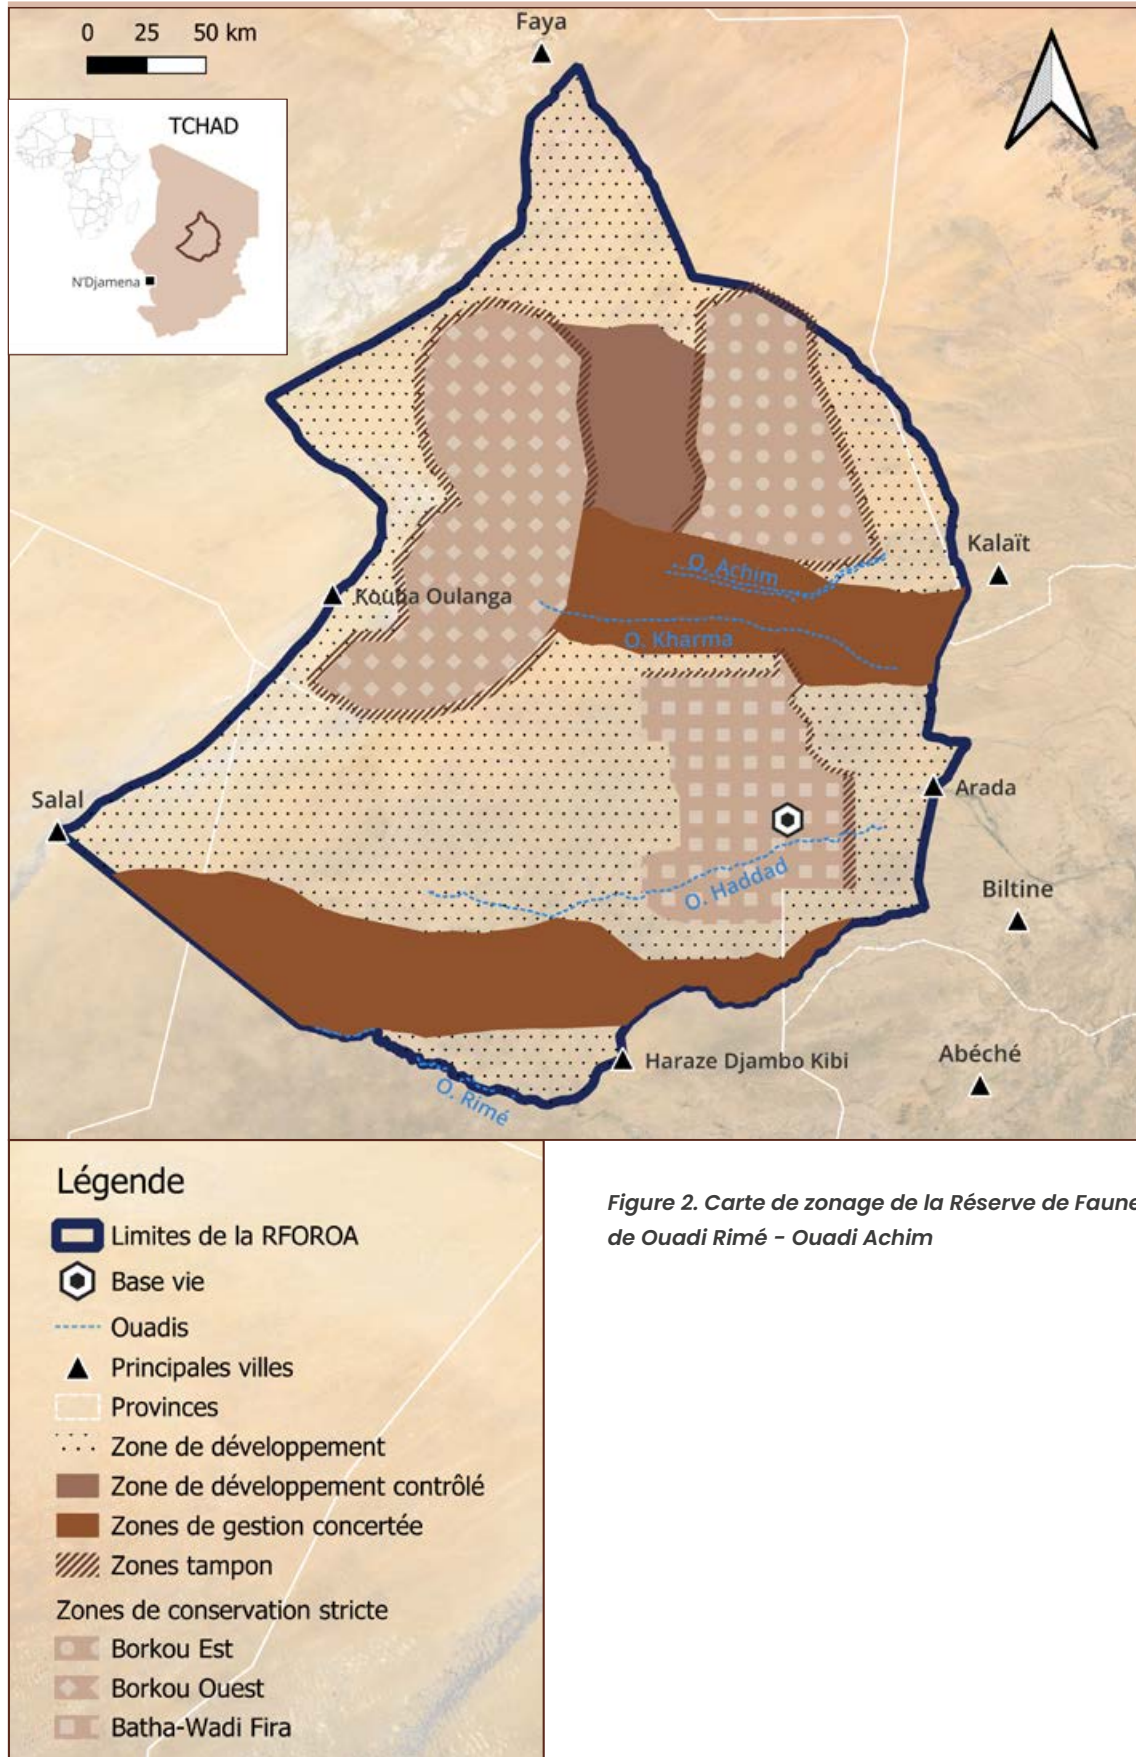 Faya
0 25 50 km
TCHAD
N'Djamena
Kalaït
O. Achim
Kouba Oulanga
O. Kharma
Arada
Salal
O. Haddad
Biltine
Abéché
Haraze Djambo Kibi
O. Rimé
Légende
Limites de la RFOROA
Base vie
Ouadis
Principales villes
Provinces
Zone de développement
Zone de développement contrôlé
Zones de gestion concertée
Zones tampon
Zones de conservation stricte
Borkou Est
Borkou Ouest
Batha-Wadi Fira
Figure 2. Carte de zonage de la Réserve de Faune
de Ouadi Rimé - Ouadi Achim